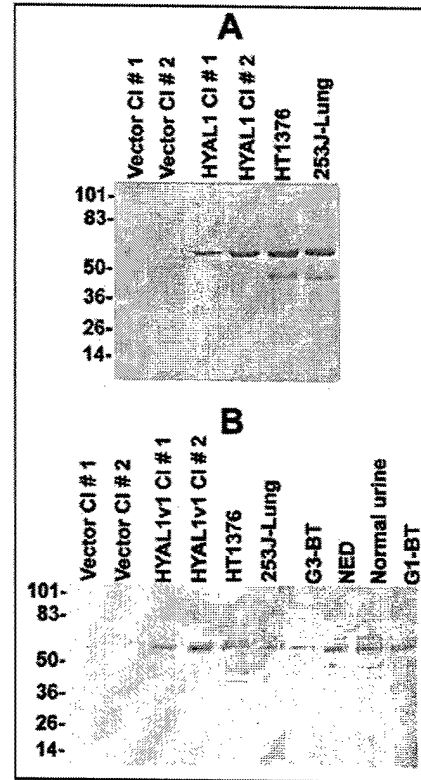 A
Vector Cl # 1
Vector Cl # 2
HYAL1 Cl # 1
HYAL1 Cl # 2
HT1376
253J-Lung
101-
83-
50-
36-
26-
14-
B
Vector Cl # 1
Vector Cl # 2
HYAL1v1 Cl # 1
HYAL1v1 Cl # 2
HT1376
253J-Lung
G3-BT
NED
Normal urine
G1-BT
101-
83-
50-
36-
26-
14-